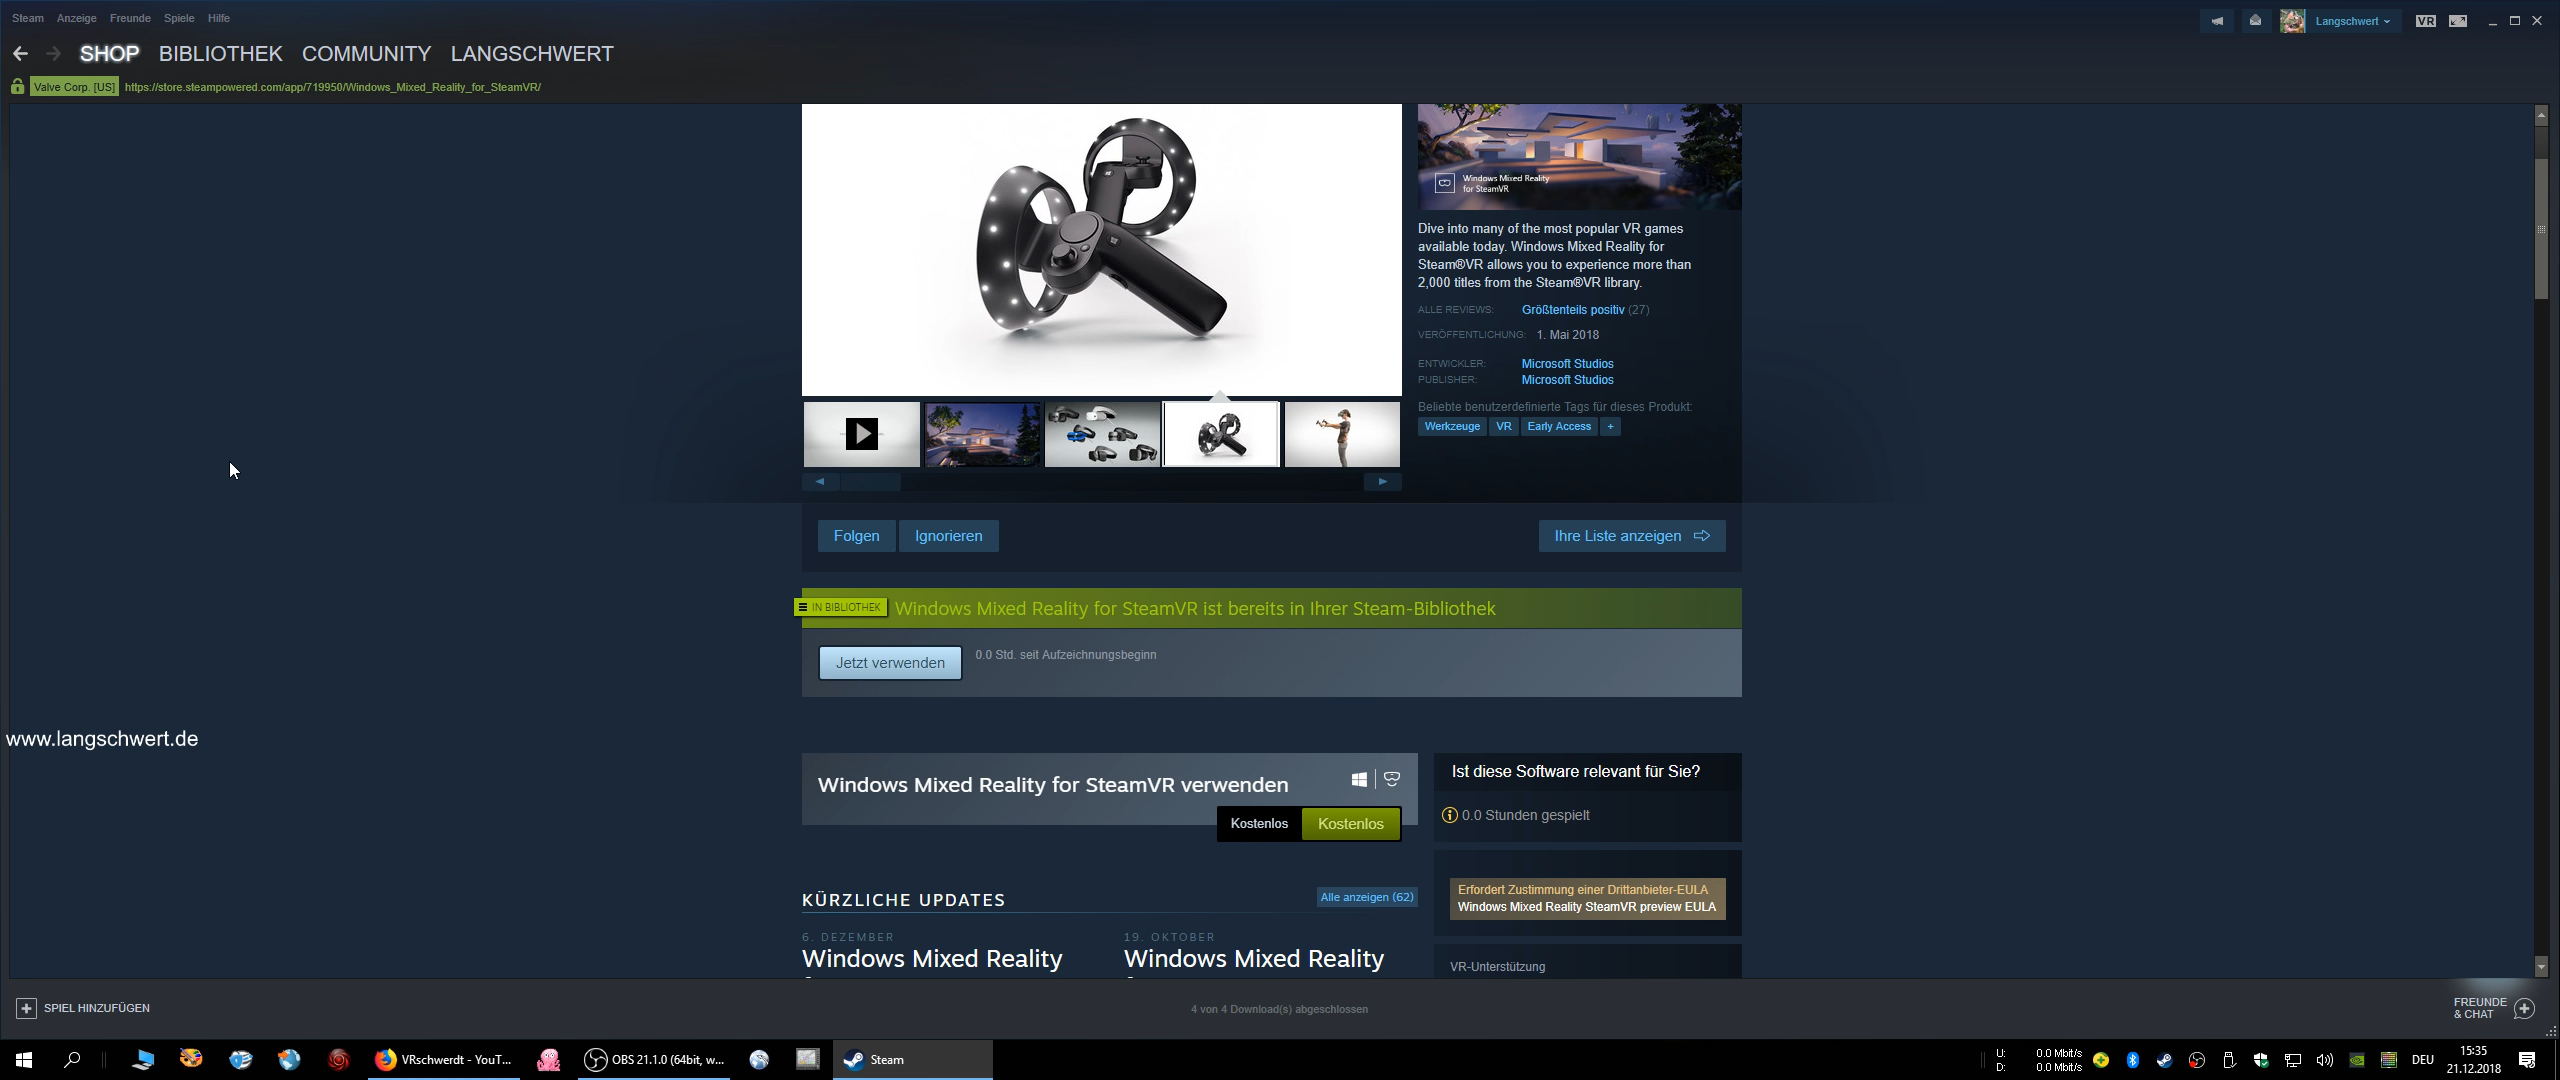 Steam Anzeige Freunde Spiele Hilfe
Langschwert
VR
SHOP BIBLIOTHEK COMMUNITY LANGSCHWERT
Valve Corp. [US] https://store.steampowered.com/app/719950/Windows_Mixed_Reality_for_SteamVR/
Windows Mixed Reality
for SteamVR
Dive into many of the most popular VR games
available today. Windows Mixed Reality for
Steam®VR allows you to experience more than
2,000 titles from the Steam®VR library.
ALLE REVIEWS: Größtenteils positiv (27)
VERÖFFENTLICHUNG: 1. Mai 2018
ENTWICKLER: Microsoft Studios
PUBLISHER: Microsoft Studios
Beliebte benutzerdefinierte Tags für dieses Produkt:
Werkzeuge VR Early Access +
Folgen Ignorieren Ihre Liste anzeigen
IN BIBLIOTHEK Windows Mixed Reality for SteamVR ist bereits in Ihrer Steam-Bibliothek
Jetzt verwenden 0.0 Std. seit Aufzeichnungsbeginn
www.langschwert.de
Windows Mixed Reality for SteamVR verwenden
Kostenlos Kostenlos
Ist diese Software relevant für Sie?
0.0 Stunden gespielt
Erfordert Zustimmung einer Drittanbieter-EULA
Windows Mixed Reality SteamVR preview EULA
KÜRZLICHE UPDATES Alle anzeigen (62)
6. DEZEMBER 19. OKTOBER
Windows Mixed Reality Windows Mixed Reality
VR-Unterstützung
SPIEL HINZUFÜGEN
4 von 4 Download(s) abgeschlossen
FREUNDE
& CHAT
VRschwerdt - YouT...
OBS 21.1.0 (64bit, w...
Steam
U: 0.0 Mbit/s
D: 0.0 Mbit/s
DEU
15:35
21.12.2018